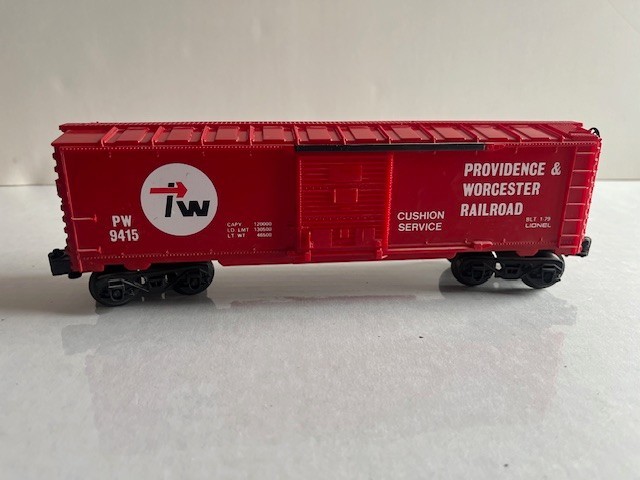 PW
9415
iw
CAPY 120000
LD. LMT 130500
LT. WT 46500
CUSHION
SERVICE
PROVIDENCE &
WORCESTER
RAILROAD
BLT. 1-79
LIONEL